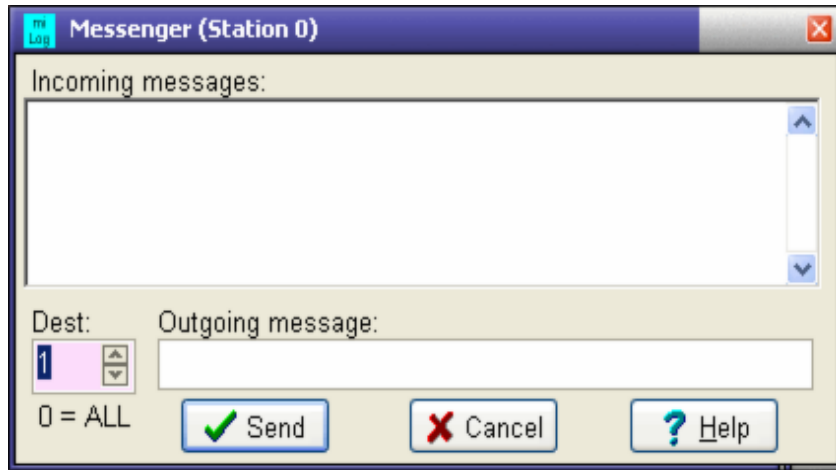 mi
Log
Messenger (Station 0)
Incoming messages:
Dest:
Outgoing message:
1
0 = ALL
Send
Cancel
? Help